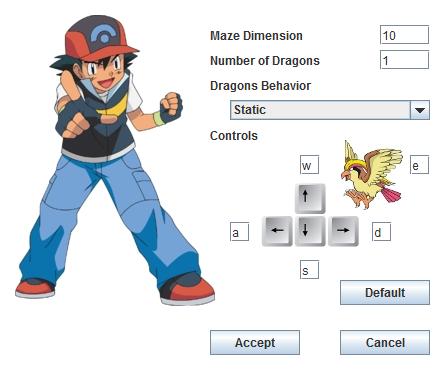 Maze Dimension 10
Number of Dragons 1
Dragons Behavior
Static
Controls
w e
a d
s
Default
Accept Cancel